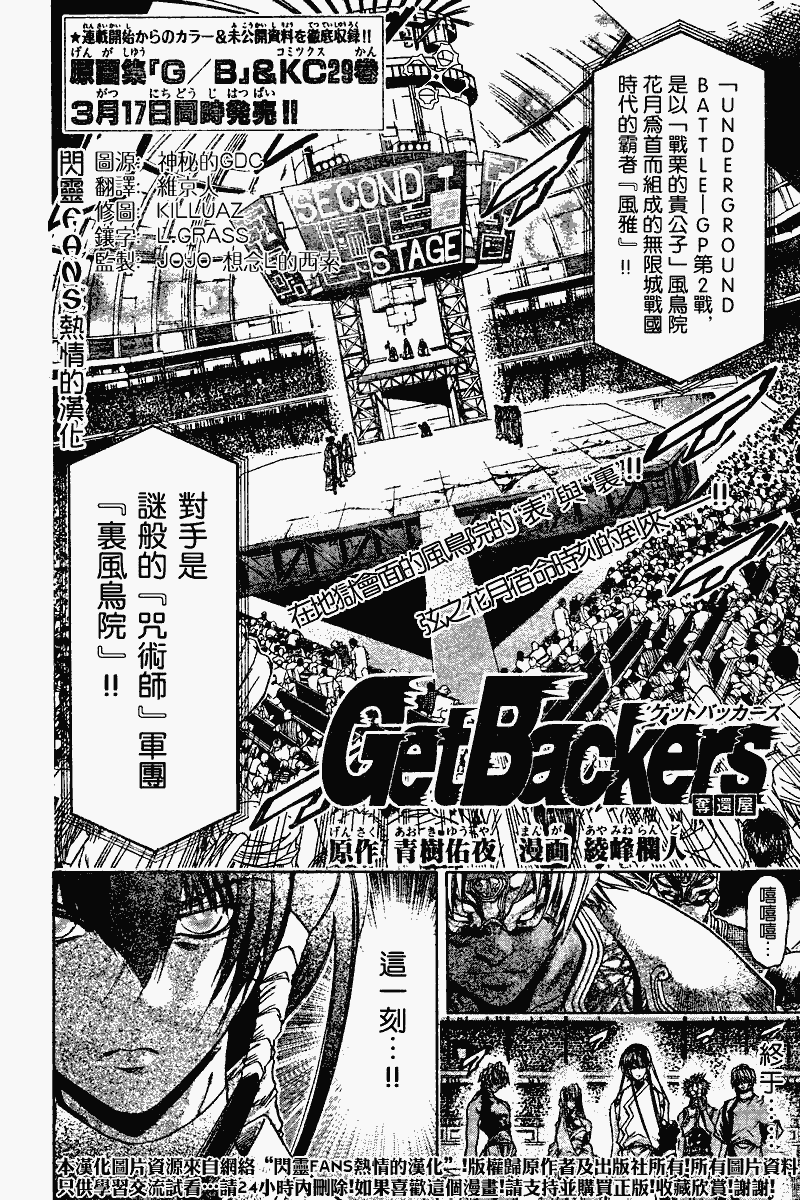 ★連載開始からのカラー&未公開資料を徹底収録!!
原画集「G/B」&KC29巻
3月17日同時発売!!
圖源: 神秘的GDC
翻譯: 維京人
修圖: KILLUAZ
鑲字: L.GRASS
監製: JOJO 想念L的西索
閃靈FANS熱情的漢化
SECOND
STAGE
「UNDERGROUND
BATTLE—GP第2戰,
是以「戰栗的貴公子」風鳥院
花月爲首而組成的無限城戰國
時代的霸者『風雅』!!
在地獄會面的風鳥院的“表”與“裏”!!
弦之花月宿命時刻的到來——!!
對手是
謎般的『咒術師』軍團
『裏風鳥院』!!
ゲットバッカーズ
GetBackers
奪還屋
原作 青樹佑夜 漫画 綾峰欄人
嘻嘻嘻…
終于…
這一刻…!!
本漢化圖片資源來自網絡“閃靈FANS熱情的漢化”!版權歸原作者及出版社所有!所有圖片資料
只供學習交流試看…請24小時內刪除!如果喜歡這個漫畫!請支持並購買正版!收藏欣賞!謝謝!